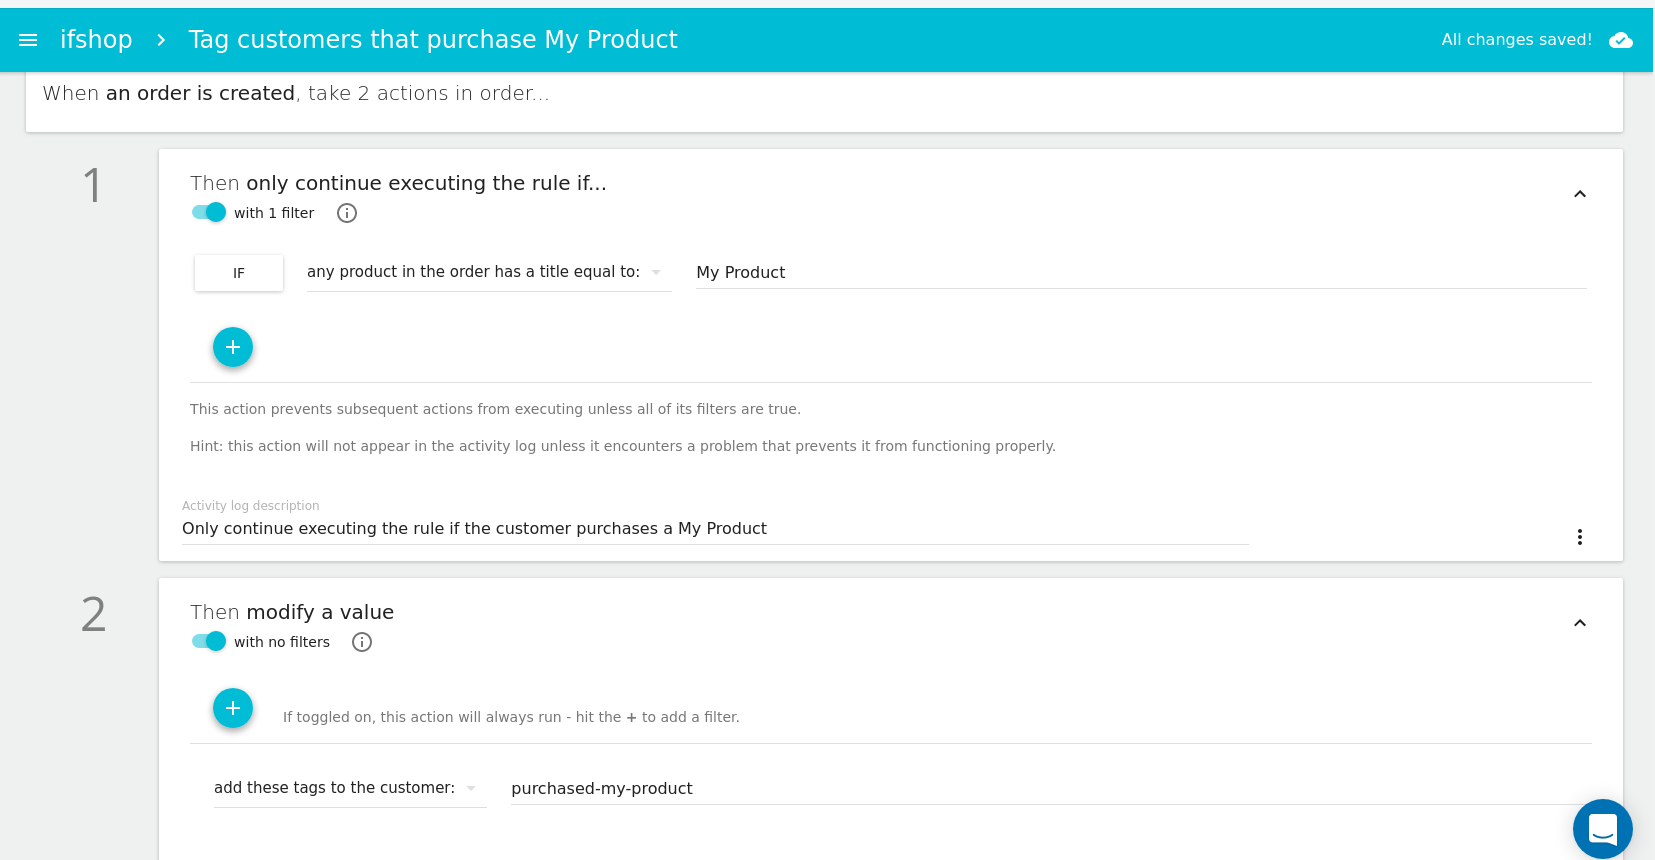 ifshop > Tag customers that purchase My Product
All changes saved!
When an order is created, take 2 actions in order...
1
Then only continue executing the rule if...
with 1 filter
IF any product in the order has a title equal to: My Product
+
This action prevents subsequent actions from executing unless all of its filters are true.
Hint: this action will not appear in the activity log unless it encounters a problem that prevents it from functioning properly.
Activity log description
Only continue executing the rule if the customer purchases a My Product
2
Then modify a value
with no filters
+ If toggled on, this action will always run - hit the + to add a filter.
add these tags to the customer: purchased-my-product